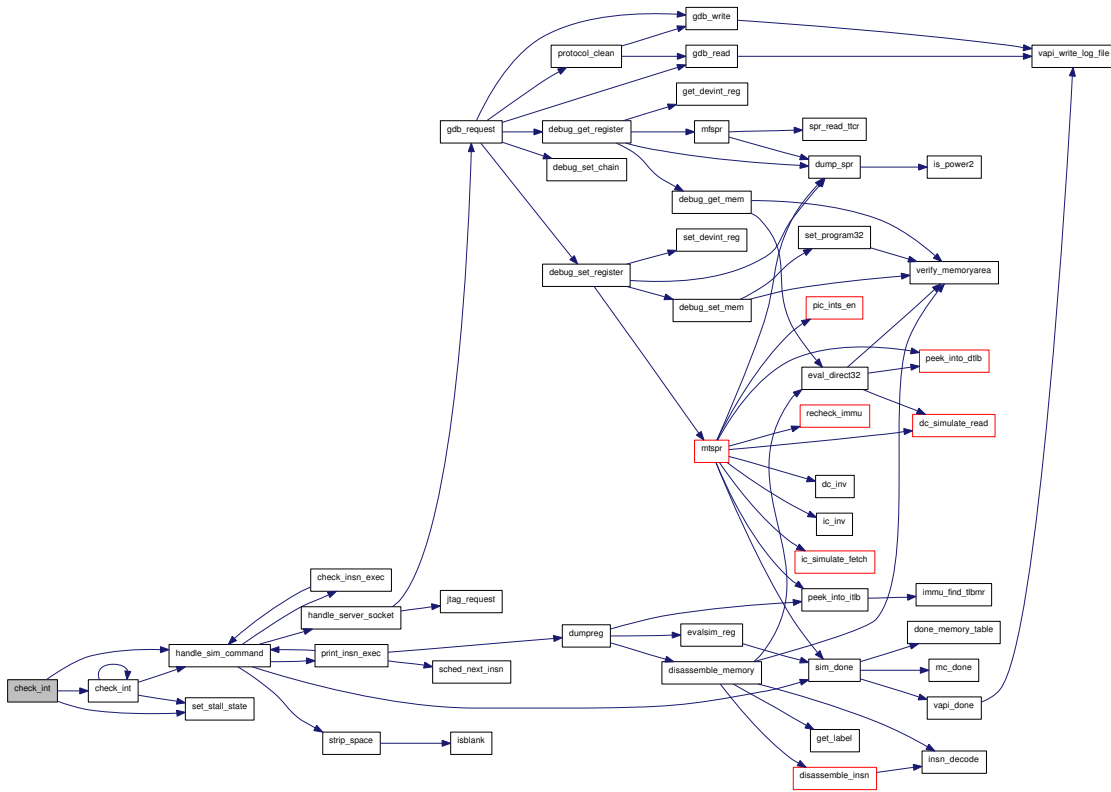 gdb_write
vapi_write_log_file
protocol_clean
gdb_read
get_devint_reg
gdb_request
debug_get_register
mfspr
spr_read_ttcr
debug_set_chain
dump_spr
is_power2
debug_get_mem
set_program32
set_devint_reg
debug_set_register
verify_memoryarea
debug_set_mem
pic_ints_en
peek_into_dtlb
eval_direct32
recheck_immu
dc_simulate_read
mtspr
dc_inv
ic_inv
ic_simulate_fetch
check_insn_exec
immu_find_tlbmr
jtag_request
peek_into_itlb
handle_server_socket
dumpreg
evalsim_reg
done_memory_table
handle_sim_command
print_insn_exec
sched_next_insn
disassemble_memory
sim_done
mc_done
check_int
check_int
set_stall_state
vapi_done
strip_space
isblank
get_label
insn_decode
disassemble_insn